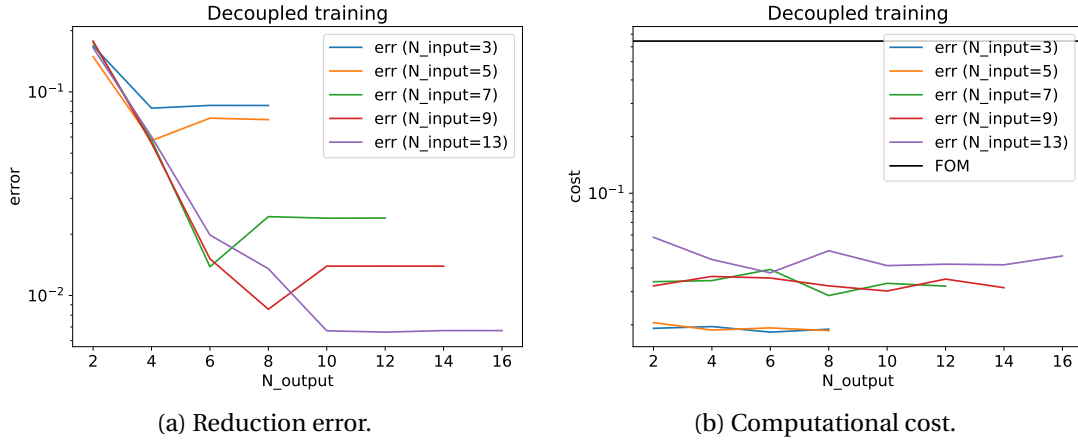 Decoupled training
err (N_input=3)
err (N_input=5)
err (N_input=7)
err (N_input=9)
err (N_input=13)
10⁻¹
10⁻²
error
2 4 6 8 10 12 14 16
N_output
(a) Reduction error.
Decoupled training
err (N_input=3)
err (N_input=5)
err (N_input=7)
err (N_input=9)
err (N_input=13)
FOM
10⁻¹
cost
2 4 6 8 10 12 14 16
N_output
(b) Computational cost.